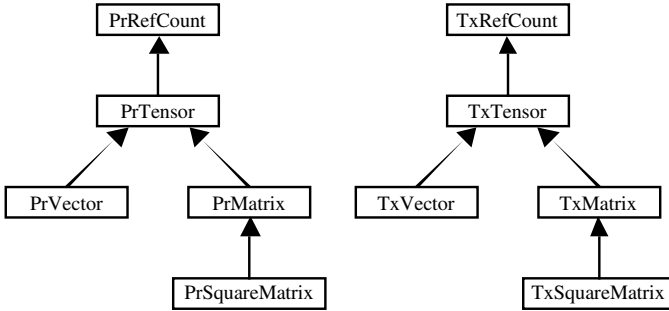 PrRefCount
TxRefCount
PrTensor
TxTensor
PrVector
PrMatrix
TxVector
TxMatrix
PrSquareMatrix
TxSquareMatrix